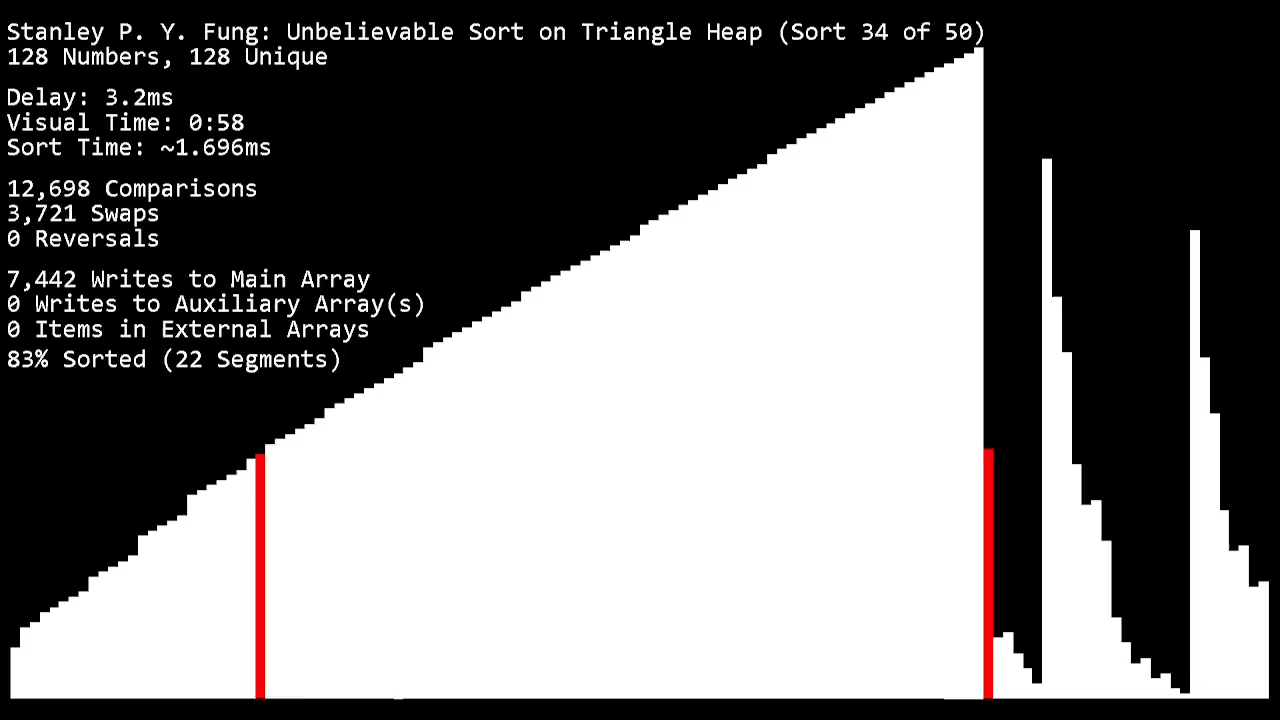 Stanley P. Y. Fung: Unbelievable Sort on Triangle Heap (Sort 34 of 50)
128 Numbers, 128 Unique
Delay: 3.2ms
Visual Time: 0:58
Sort Time: ~1.696ms
12,698 Comparisons
3,721 Swaps
0 Reversals
7,442 Writes to Main Array
0 Writes to Auxiliary Array(s)
0 Items in External Arrays
83% Sorted (22 Segments)